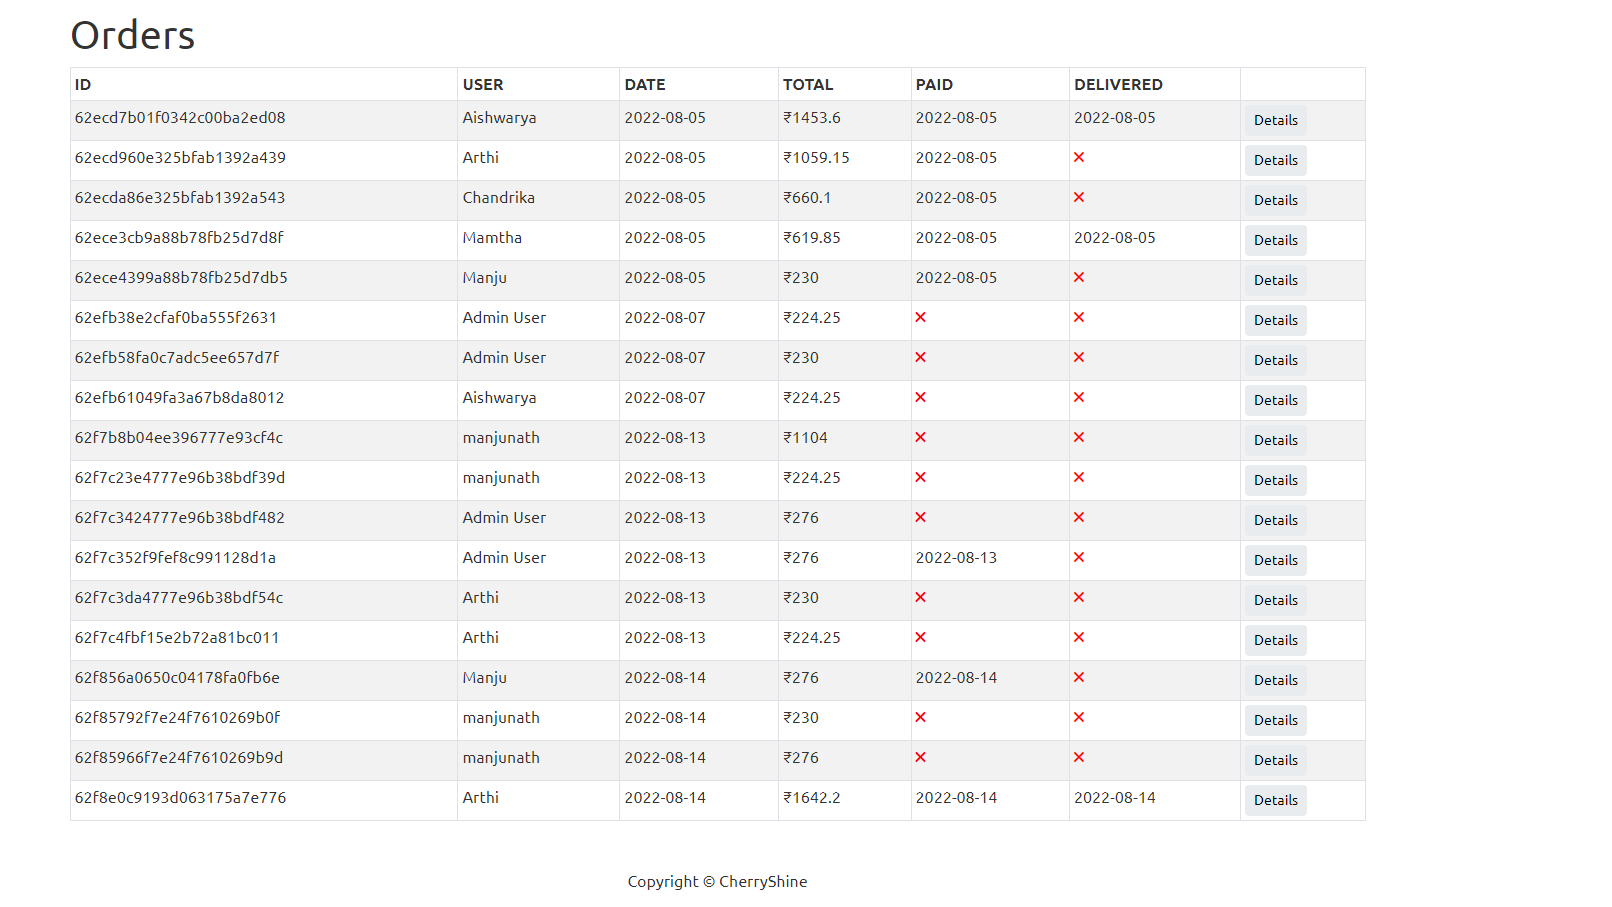 Orders
ID USER DATE TOTAL PAID DELIVERED
62ecd7b01f0342c00ba2ed08 Aishwarya 2022-08-05 ₹1453.6 2022-08-05 2022-08-05 Details
62ecd960e325bfab1392a439 Arthi 2022-08-05 ₹1059.15 2022-08-05 ✕ Details
62ecda86e325bfab1392a543 Chandrika 2022-08-05 ₹660.1 2022-08-05 ✕ Details
62ece3cb9a88b78fb25d7d8f Mamtha 2022-08-05 ₹619.85 2022-08-05 2022-08-05 Details
62ece4399a88b78fb25d7db5 Manju 2022-08-05 ₹230 2022-08-05 ✕ Details
62efb38e2cfaf0ba555f2631 Admin User 2022-08-07 ₹224.25 ✕ ✕ Details
62efb58fa0c7adc5ee657d7f Admin User 2022-08-07 ₹230 ✕ ✕ Details
62efb61049fa3a67b8da8012 Aishwarya 2022-08-07 ₹224.25 ✕ ✕ Details
62f7b8b04ee396777e93cf4c manjunath 2022-08-13 ₹1104 ✕ ✕ Details
62f7c23e4777e96b38bdf39d manjunath 2022-08-13 ₹224.25 ✕ ✕ Details
62f7c3424777e96b38bdf482 Admin User 2022-08-13 ₹276 ✕ ✕ Details
62f7c352f9fef8c991128d1a Admin User 2022-08-13 ₹276 2022-08-13 ✕ Details
62f7c3da4777e96b38bdf54c Arthi 2022-08-13 ₹230 ✕ ✕ Details
62f7c4fbf15e2b72a81bc011 Arthi 2022-08-13 ₹224.25 ✕ ✕ Details
62f856a0650c04178fa0fb6e Manju 2022-08-14 ₹276 2022-08-14 ✕ Details
62f85792f7e24f7610269b0f manjunath 2022-08-14 ₹230 ✕ ✕ Details
62f85966f7e24f7610269b9d manjunath 2022-08-14 ₹276 ✕ ✕ Details
62f8e0c9193d063175a7e776 Arthi 2022-08-14 ₹1642.2 2022-08-14 2022-08-14 Details
Copyright © CherryShine